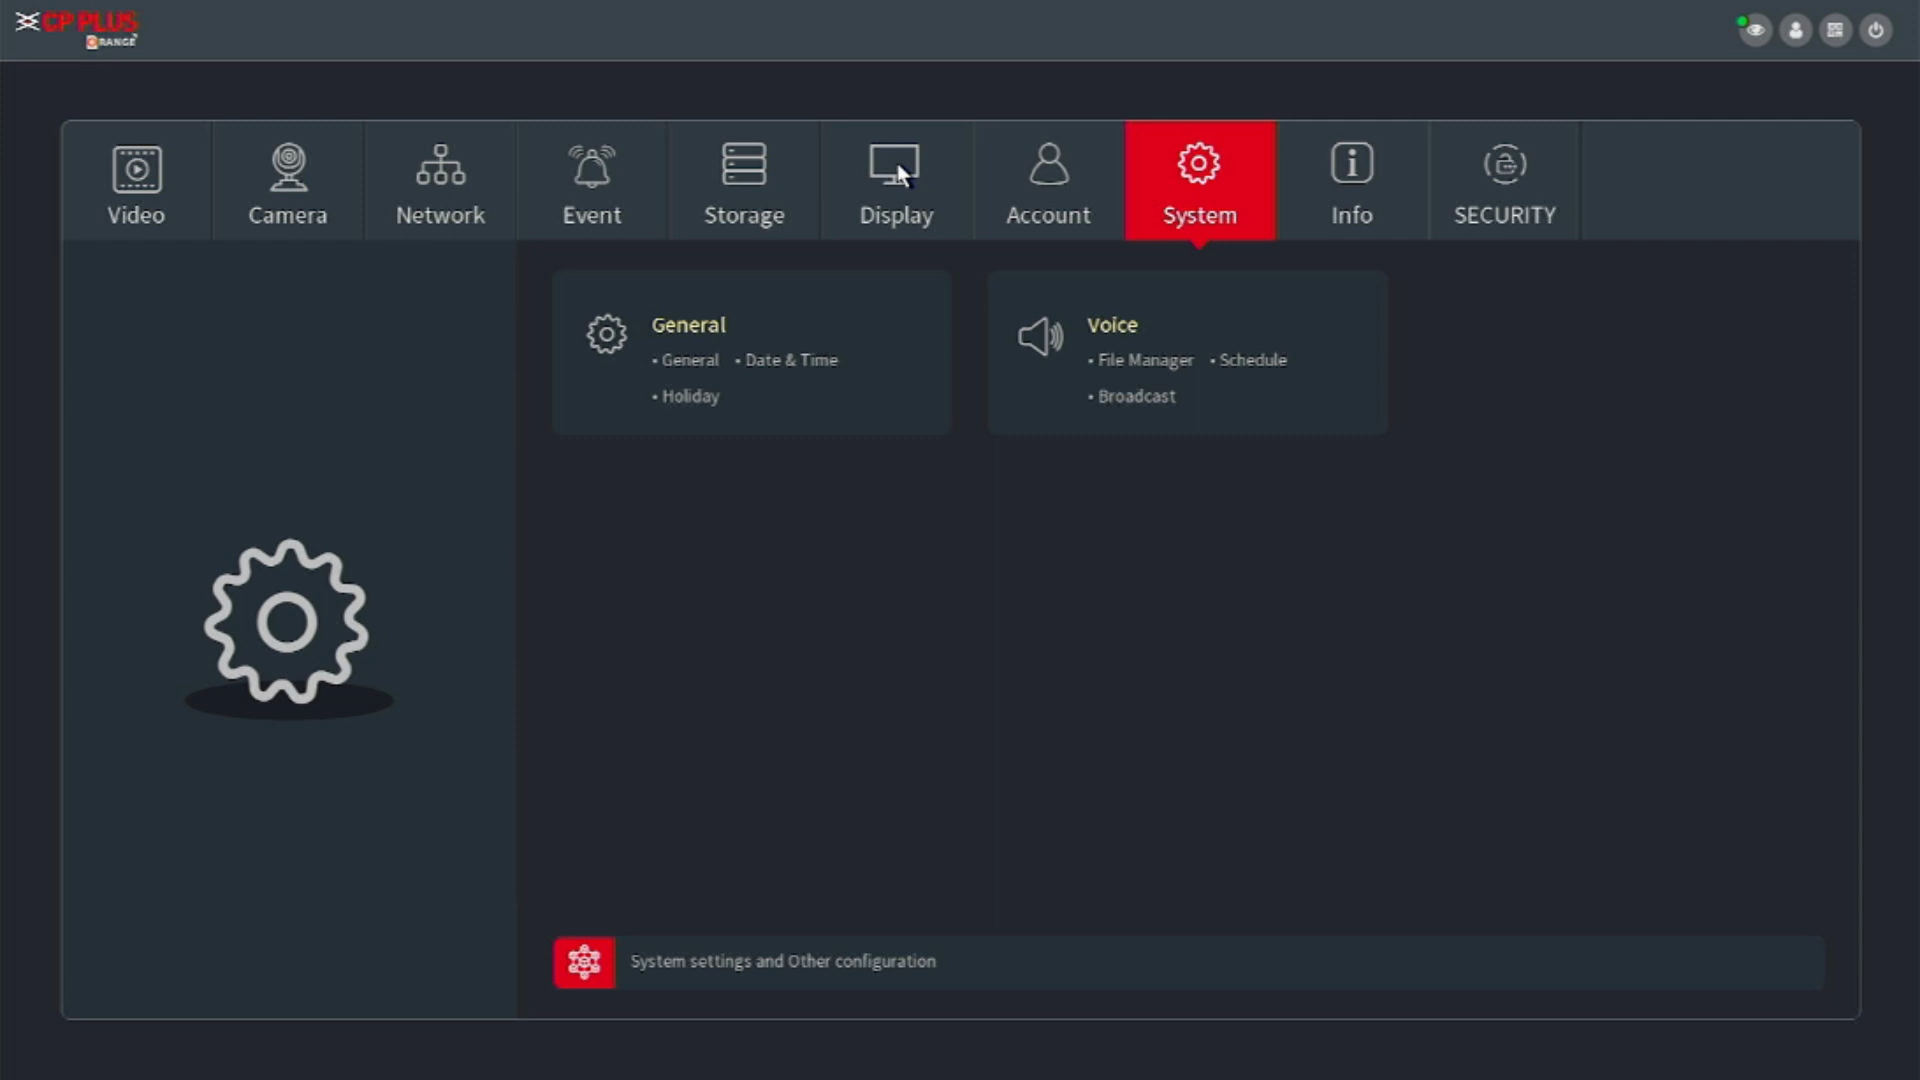 CP PLUS
ORANGE
Video Camera Network Event Storage Display Account System Info SECURITY
General
• General • Date & Time
• Holiday
Voice
• File Manager • Schedule
• Broadcast
System settings and Other configuration